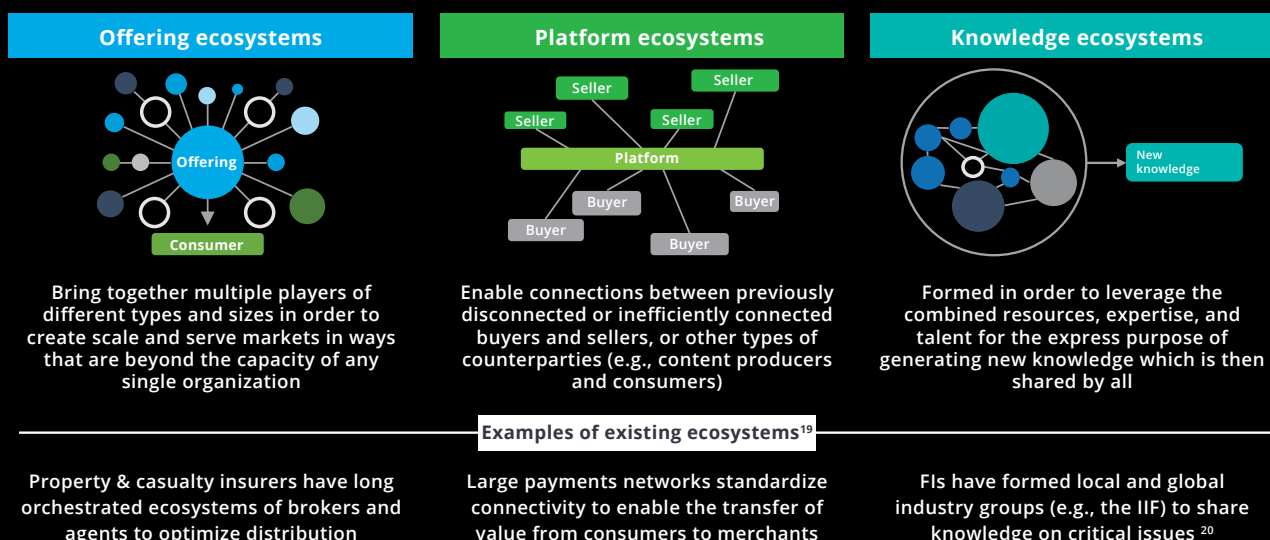 Offering ecosystems
Offering
Consumer
Bring together multiple players of
different types and sizes in order to
create scale and serve markets in ways
that are beyond the capacity of any
single organization
Platform ecosystems
Seller
Seller
Seller
Seller
Platform
Buyer
Buyer
Buyer
Buyer
Enable connections between previously
disconnected or inefficiently connected
buyers and sellers, or other types of
counterparties (e.g., content producers
and consumers)
Knowledge ecosystems
New
knowledge
Formed in order to leverage the
combined resources, expertise, and
talent for the express purpose of
generating new knowledge which is then
shared by all
Examples of existing ecosystems¹⁹
Property & casualty insurers have long
orchestrated ecosystems of brokers and
agents to optimize distribution
Large payments networks standardize
connectivity to enable the transfer of
value from consumers to merchants
FIs have formed local and global
industry groups (e.g., the IIF) to share
knowledge on critical issues ²⁰